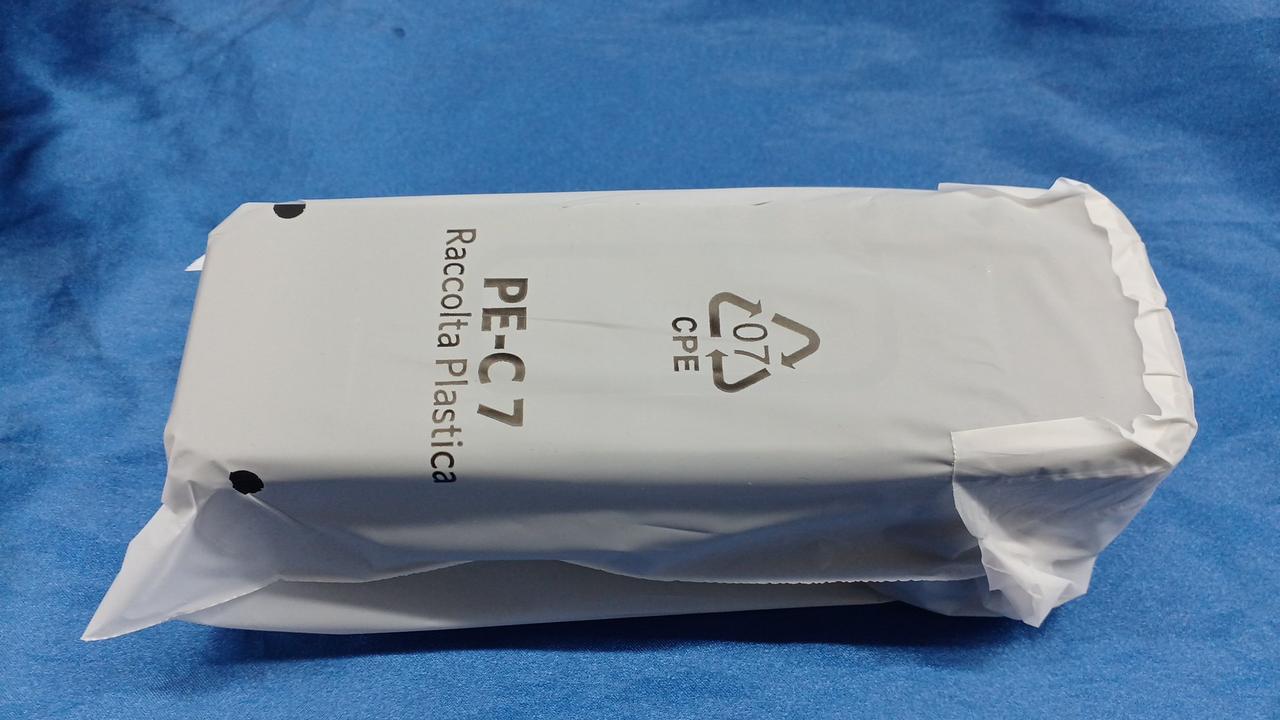 07
CPE
PE-C 7
Raccolta Plastica